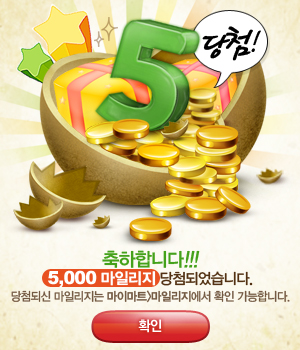 당첨!
5
축하합니다!!!
5,000 마일리지 당첨되었습니다.
당첨되신 마일리지는 마이마트>마일리지에서 확인 가능합니다.
확인